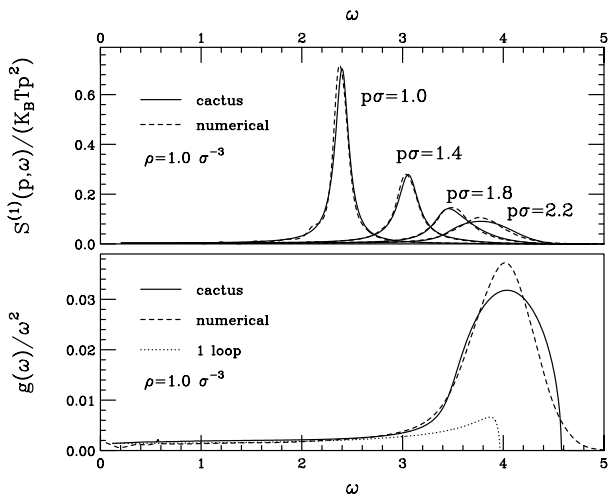 ω
0 1 2 3 4 5
S⁽¹⁾(p,ω)/(K_BTp²)
0.6
0.4
0.2
0.0
cactus
numerical
ρ=1.0 σ⁻³
pσ=1.0
pσ=1.4
pσ=1.8
pσ=2.2
g(ω)/ω²
0.03
0.02
0.01
0.00
cactus
numerical
1 loop
ρ=1.0 σ⁻³
0 1 2 3 4 5
ω